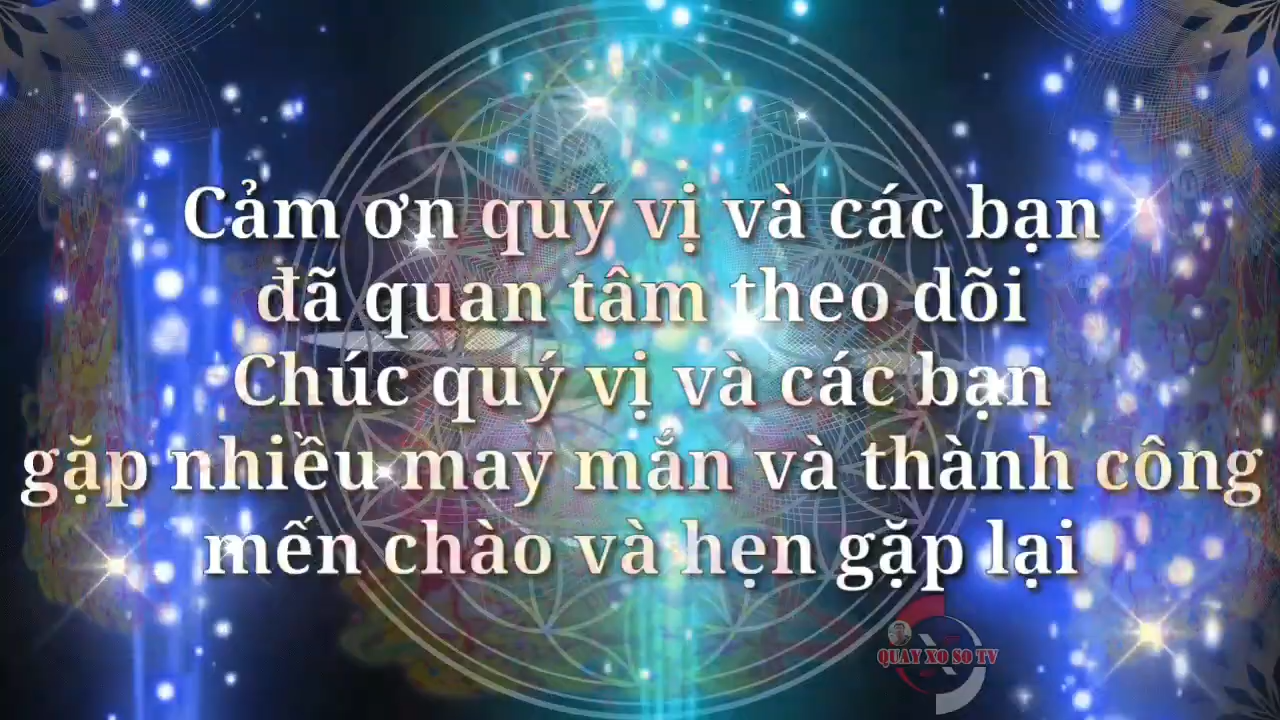 Cảm ơn quý vị và các bạn
đã quan tâm theo dõi
Chúc quý vị và các bạn
gặp nhiều may mắn và thành công
mến chào và hẹn gặp lại
QUAY XO SO TV